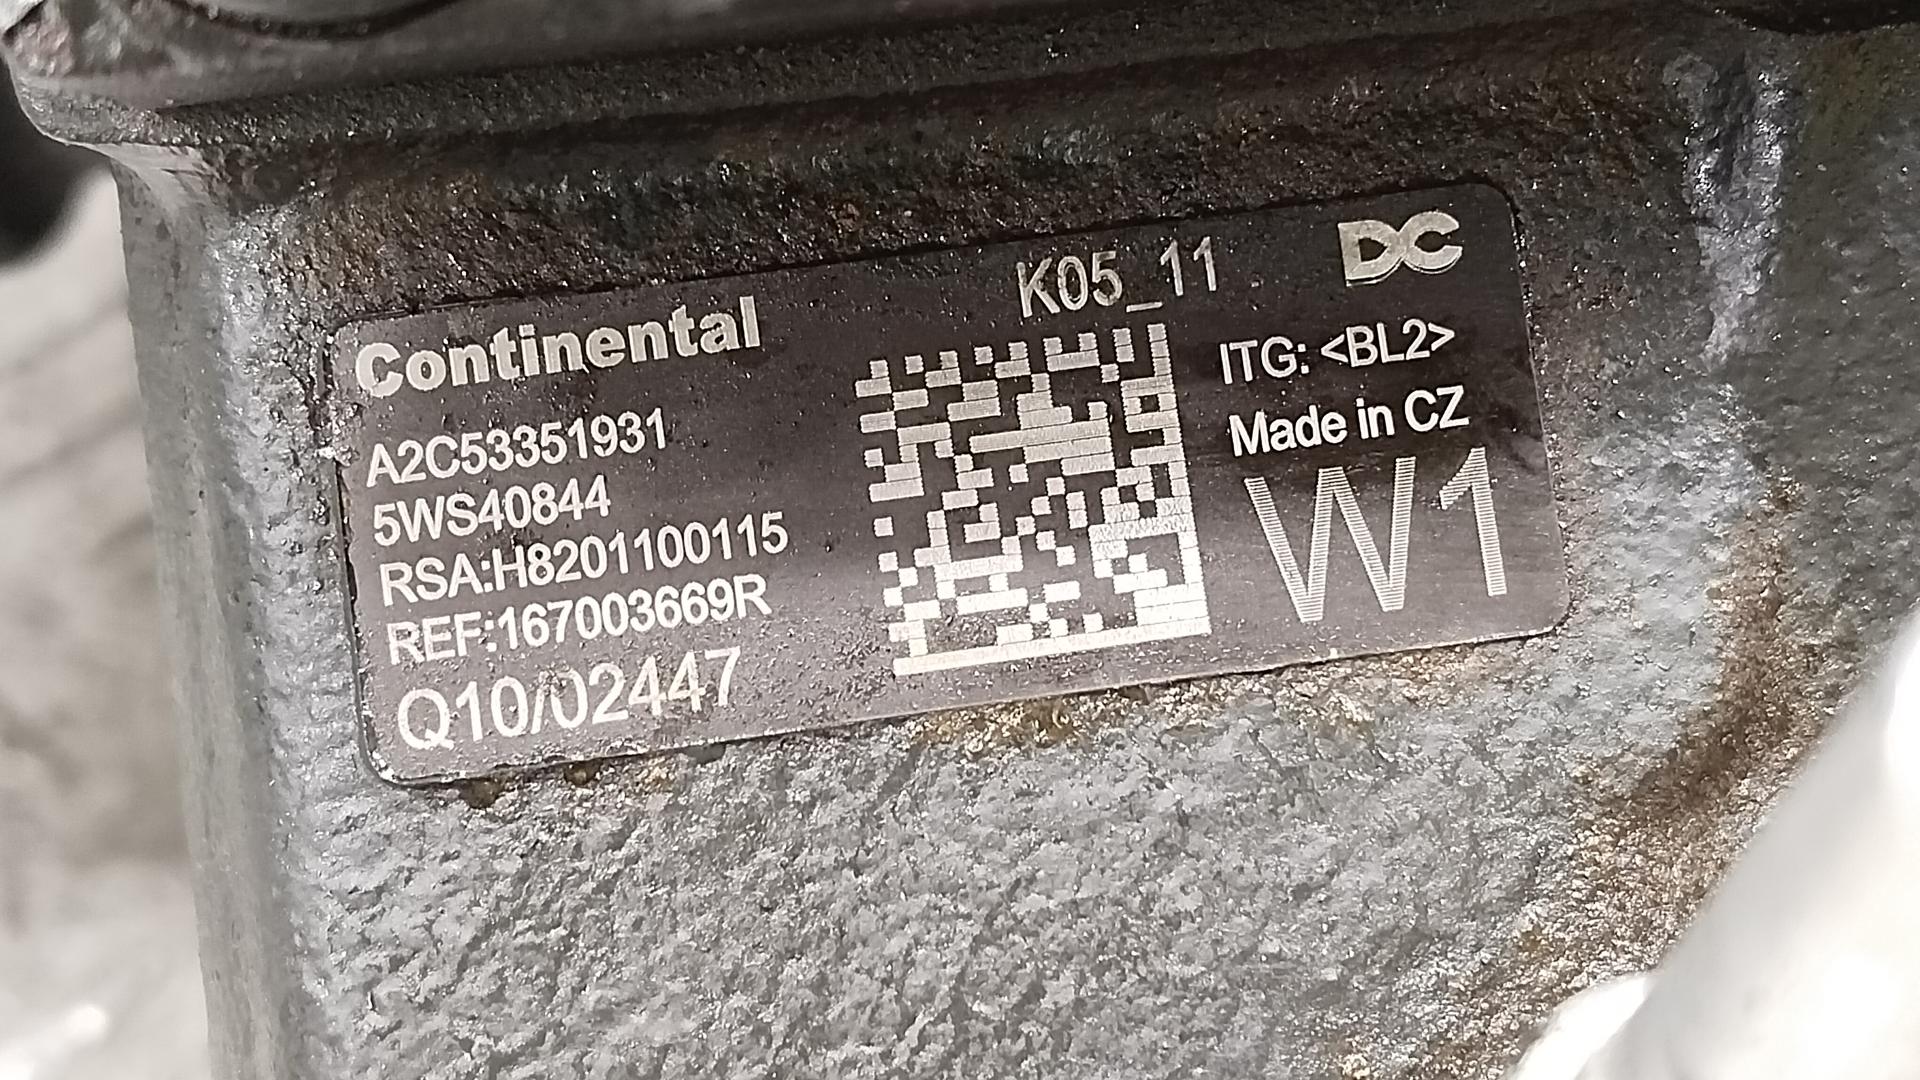 Continental
A2C53351931
5WS40844
RSA:H8201100115
REF:167003669R
Q10/02447
K05_11
DC
ITG: <BL2>
Made in CZ
W1